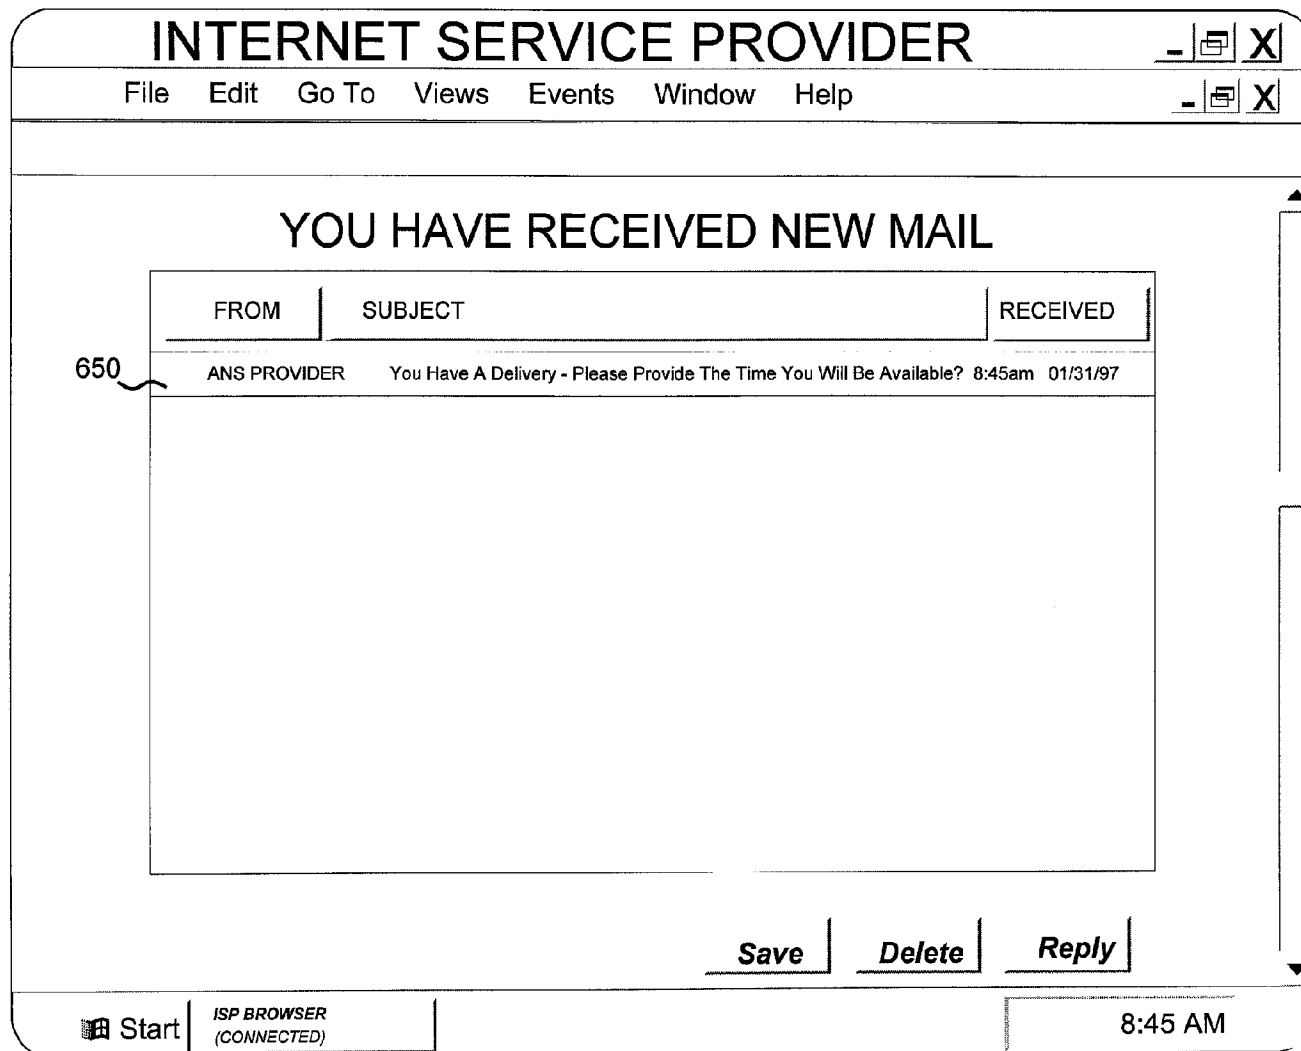 INTERNET SERVICE PROVIDER - X
File Edit Go To Views Events Window Help - X
YOU HAVE RECEIVED NEW MAIL
FROM SUBJECT RECEIVED
650 ANS PROVIDER You Have A Delivery - Please Provide The Time You Will Be Available? 8:45am 01/31/97
Save Delete Reply
Start ISP BROWSER 8:45 AM
(CONNECTED)